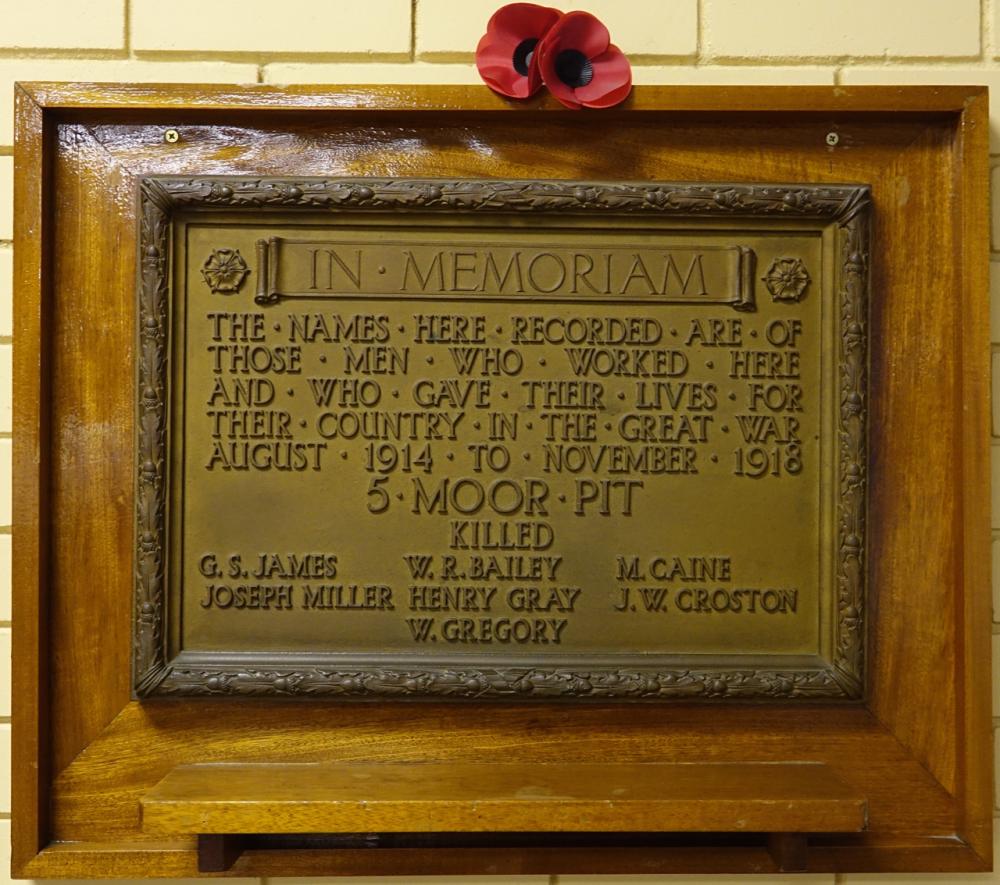 IN · MEMORIAM
THE · NAMES · HERE · RECORDED · ARE · OF
THOSE · MEN · WHO · WORKED · HERE
AND · WHO · GAVE · THEIR · LIVES · FOR
THEIR · COUNTRY · IN · THE · GREAT · WAR
AUGUST · 1914 · TO · NOVEMBER · 1918
5 · MOOR · PIT
KILLED
G. S. JAMES W. R. BAILEY M. CAINE
JOSEPH MILLER HENRY GRAY J. W. CROSTON
W. GREGORY